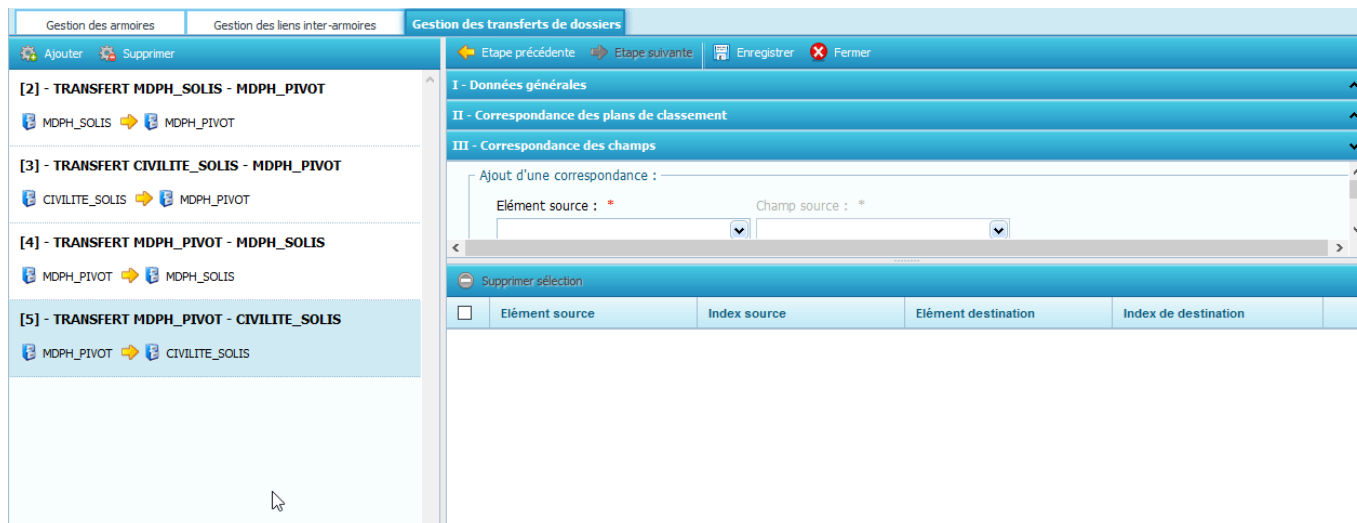 Gestion des armoires
Gestion des liens inter-armoires
Gestion des transferts de dossiers
Ajouter Supprimer
[2] - TRANSFERT MDPH_SOLIS - MDPH_PIVOT
MDPH_SOLIS MDPH_PIVOT
[3] - TRANSFERT CIVILITE_SOLIS - MDPH_PIVOT
CIVILITE_SOLIS MDPH_PIVOT
[4] - TRANSFERT MDPH_PIVOT - MDPH_SOLIS
MDPH_PIVOT MDPH_SOLIS
[5] - TRANSFERT MDPH_PIVOT - CIVILITE_SOLIS
MDPH_PIVOT CIVILITE_SOLIS
Etape précédente Etape suivante Enregistrer Fermer
I - Données générales
II - Correspondance des plans de classement
III - Correspondance des champs
Ajout d'une correspondance :
Elément source : * Champ source : *
Supprimer sélection
Elément source Index source Elément destination Index de destination